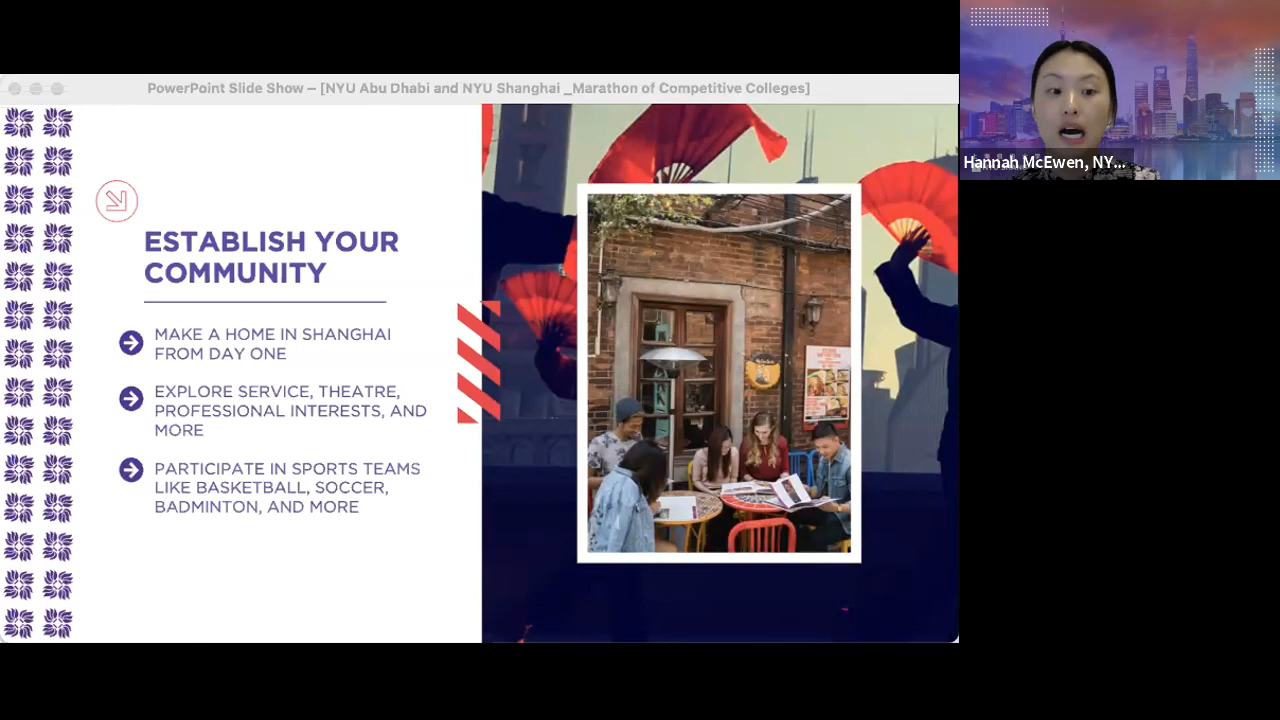 PowerPoint Slide Show – [NYU Abu Dhabi and NYU Shanghai _Marathon of Competitive Colleges]
Hannah McEwen, NY...
ESTABLISH YOUR
COMMUNITY
MAKE A HOME IN SHANGHAI
FROM DAY ONE
EXPLORE SERVICE, THEATRE,
PROFESSIONAL INTERESTS, AND
MORE
PARTICIPATE IN SPORTS TEAMS
LIKE BASKETBALL, SOCCER,
BADMINTON, AND MORE